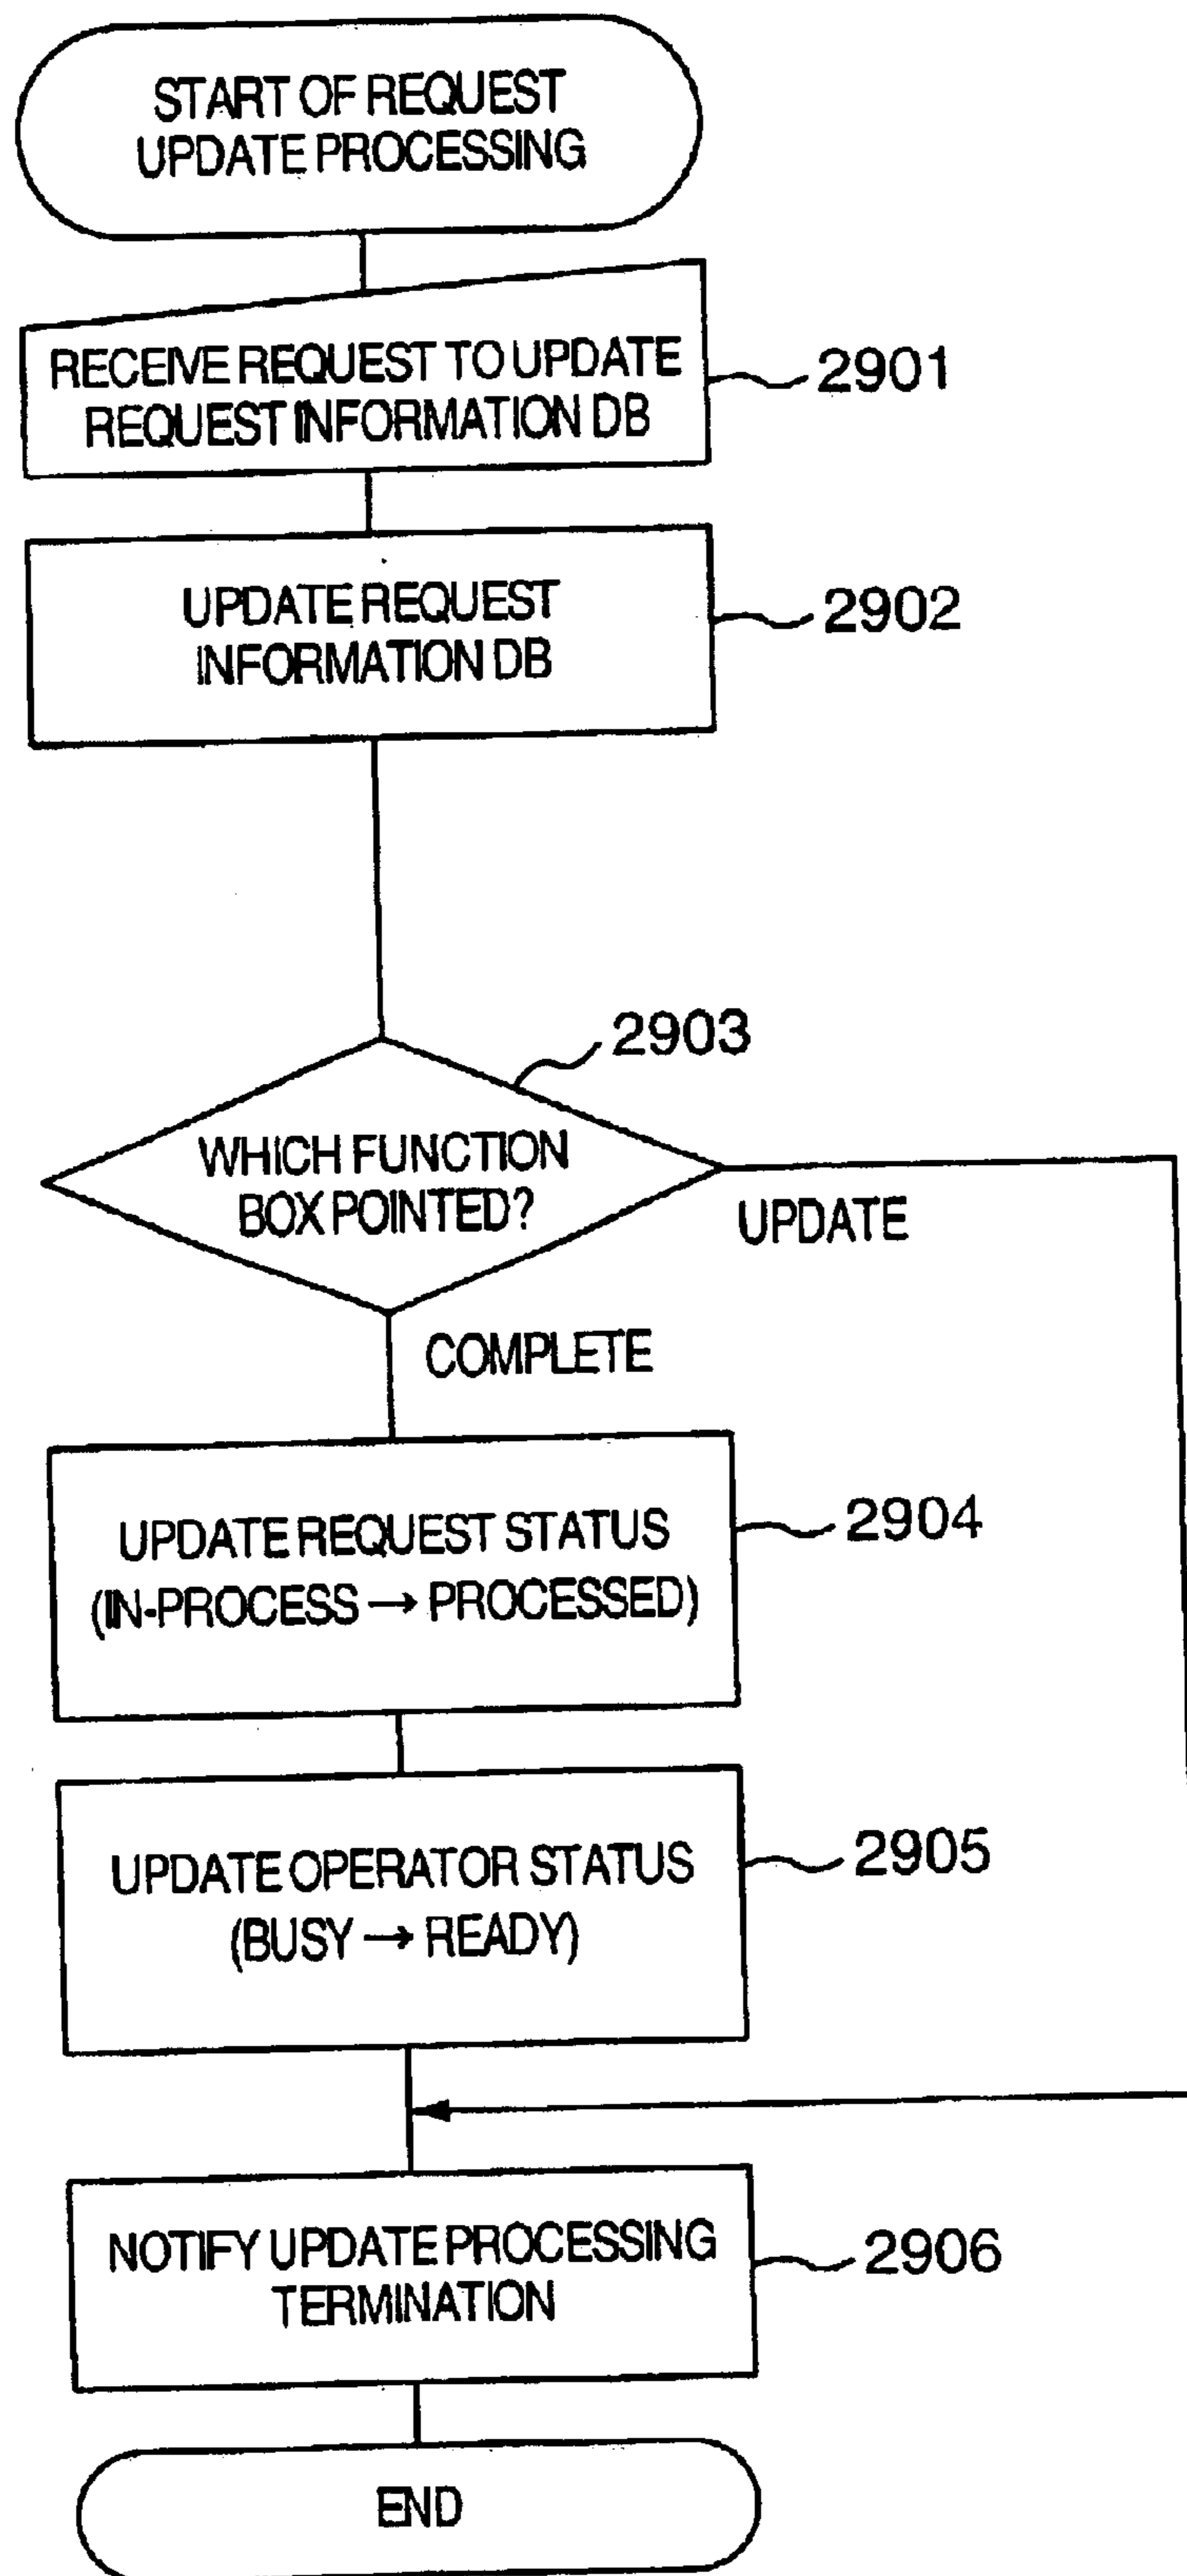 START OF REQUEST
UPDATE PROCESSING
RECEIVE REQUEST TO UPDATE
REQUEST INFORMATION DB
2901
UPDATE REQUEST
INFORMATION DB
2902
2903
WHICH FUNCTION
BOX POINTED?
UPDATE
COMPLETE
UPDATE REQUEST STATUS
(IN-PROCESS → PROCESSED)
2904
UPDATE OPERATOR STATUS
(BUSY → READY)
2905
NOTIFY UPDATE PROCESSING
TERMINATION
2906
END